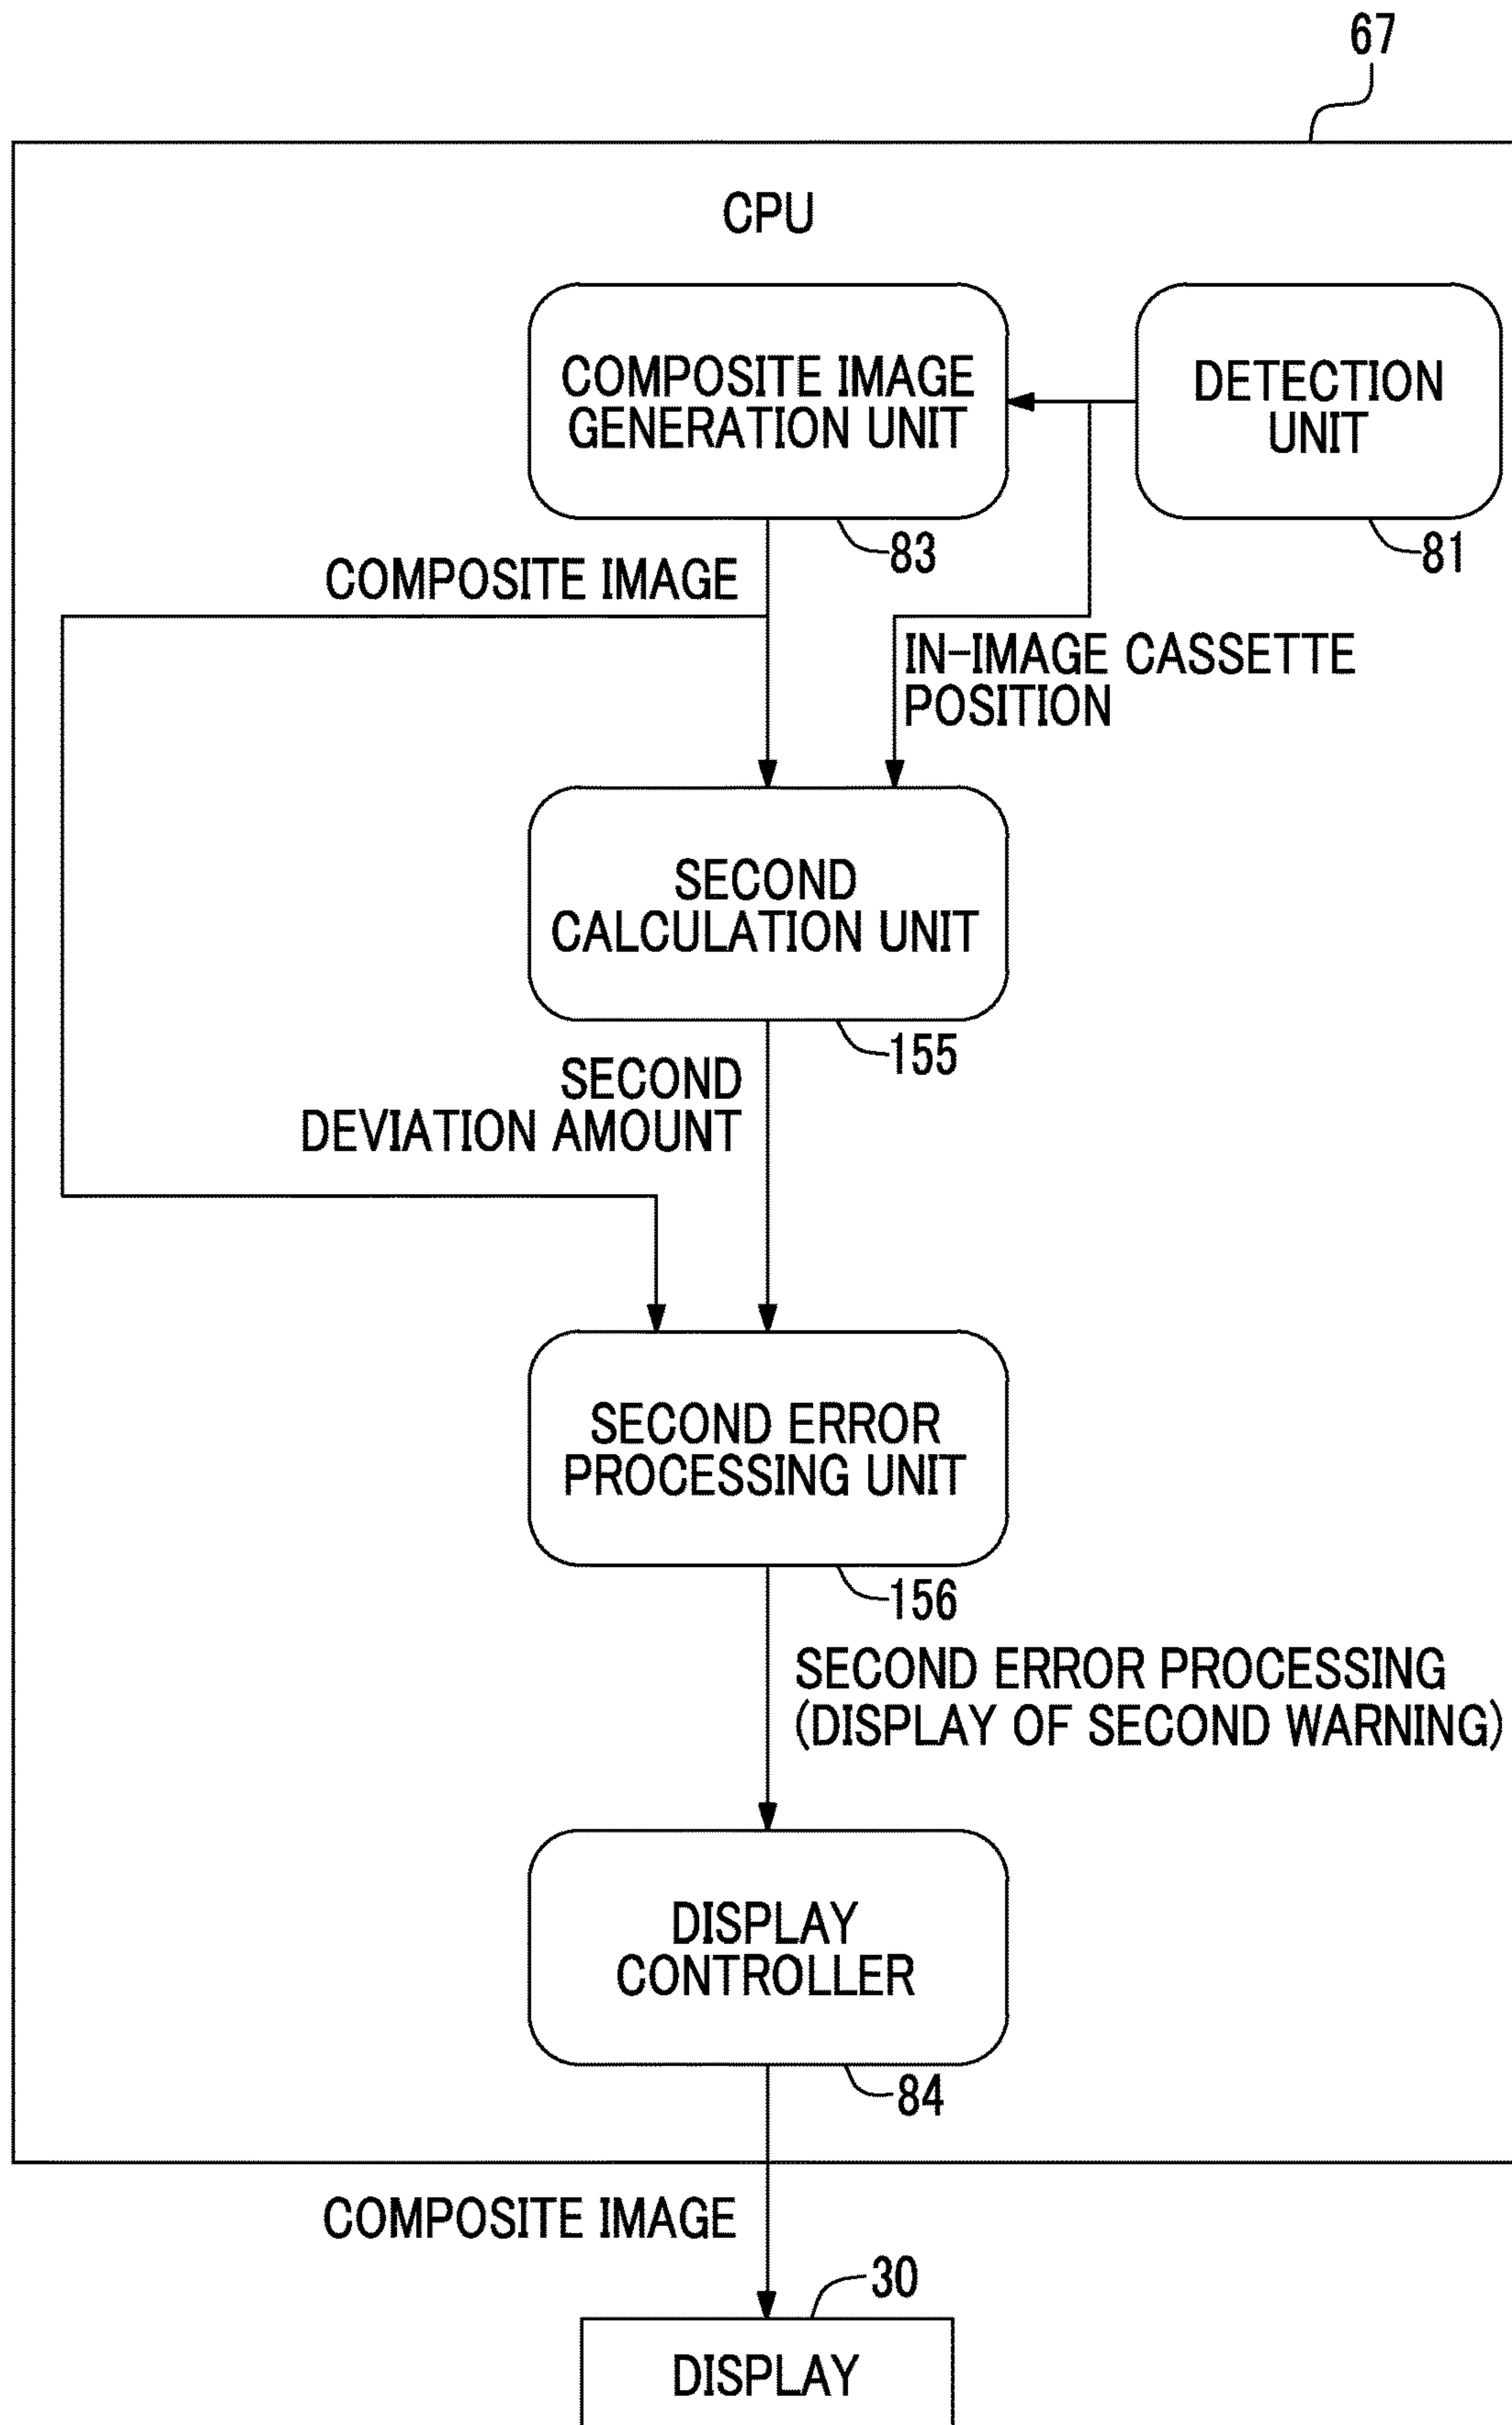 67
CPU
COMPOSITE IMAGE
GENERATION UNIT
DETECTION
UNIT
83
81
COMPOSITE IMAGE
IN-IMAGE CASSETTE
POSITION
SECOND
CALCULATION UNIT
155
SECOND
DEVIATION AMOUNT
SECOND ERROR
PROCESSING UNIT
156
SECOND ERROR PROCESSING
(DISPLAY OF SECOND WARNING)
DISPLAY
CONTROLLER
84
COMPOSITE IMAGE
30
DISPLAY